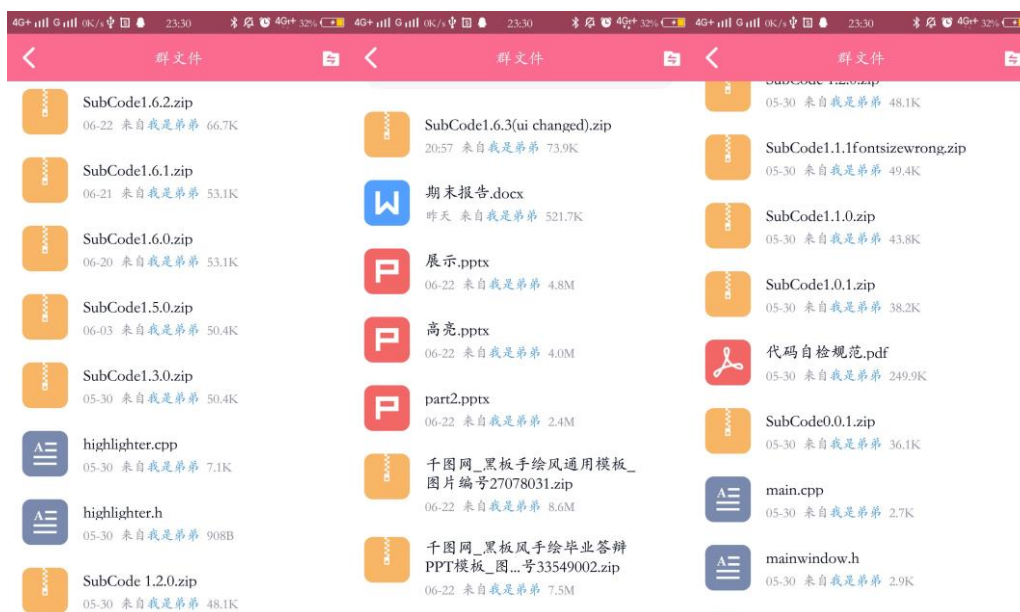 4G+ G 0K/s 23:30 4G+ 32%
群文件
SubCode1.6.2.zip
06-22 来自我是弟弟 66.7K
SubCode1.6.1.zip
06-21 来自我是弟弟 53.1K
SubCode1.6.0.zip
06-20 来自我是弟弟 53.1K
SubCode1.5.0.zip
06-03 来自我是弟弟 50.4K
SubCode1.3.0.zip
05-30 来自我是弟弟 50.4K
highlighter.cpp
05-30 来自我是弟弟 7.1K
highlighter.h
05-30 来自我是弟弟 908B
SubCode 1.2.0.zip
05-30 来自我是弟弟 48.1K
4G+ G 0K/s 23:30 4G+ 32%
群文件
SubCode1.6.3(ui changed).zip
20:57 来自我是弟弟 73.9K
期末报告.docx
昨天 来自我是弟弟 521.7K
展示.pptx
06-22 来自我是弟弟 4.8M
高亮.pptx
06-22 来自我是弟弟 4.0M
part2.pptx
06-22 来自我是弟弟 2.4M
千图网_黑板手绘风通用模板_
图片编号27078031.zip
06-22 来自我是弟弟 8.6M
千图网_黑板风手绘毕业答辩
PPT模板_图...号33549002.zip
06-22 来自我是弟弟 7.5M
4G+ G 0K/s 23:30 4G+ 32%
群文件
SubCode 1.2.0.zip
05-30 来自我是弟弟 48.1K
SubCode1.1.1fontsizewrong.zip
05-30 来自我是弟弟 49.4K
SubCode1.1.0.zip
05-30 来自我是弟弟 43.8K
SubCode1.0.1.zip
05-30 来自我是弟弟 38.2K
代码自检规范.pdf
05-30 来自我是弟弟 249.9K
SubCode0.0.1.zip
05-30 来自我是弟弟 36.1K
main.cpp
05-30 来自我是弟弟 2.7K
mainwindow.h
05-30 来自我是弟弟 2.9K